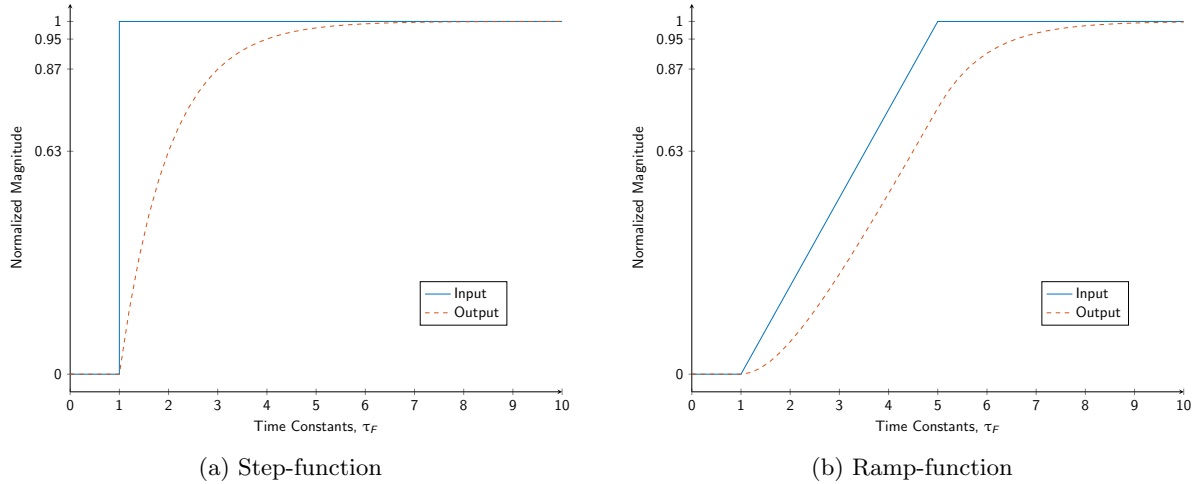 1
0.95
0.87
0.63
0
Normalized Magnitude
Input
Output
0 1 2 3 4 5 6 7 8 9 10
Time Constants, τF
(a) Step-function
1
0.95
0.87
0.63
0
Normalized Magnitude
Input
Output
0 1 2 3 4 5 6 7 8 9 10
Time Constants, τF
(b) Ramp-function